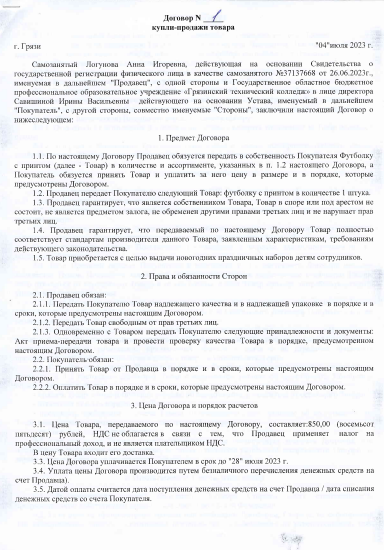 Договор № 1
купли-продажи товара
г. Грязи "04"июля 2023 г.
Самозанятый Логунова Анна Игоревна, действующая на основании Свидетельства о
государственной регистрации физического лица в качестве самозанятого №37137668 от 26.06.2023г.,
именуемая в дальнейшем "Продавец", с одной стороны и Государственное областное бюджетное
профессиональное образовательное учреждение «Грязинский технический колледж» в лице директора
Савишиной Ирины Васильевны действующего на основании Устава, именуемый в дальнейшем
"Покупатель", с другой стороны, совместно именуемые "Стороны", заключили настоящий Договор о
нижеследующем:
1. Предмет Договора
1.1. По настоящему Договору Продавец обязуется передать в собственность Покупателя Футболку
с принтом (далее - Товар) в количестве и ассортименте, указанных в п. 1.2 настоящего Договора, а
Покупатель обязуется принять Товар и уплатить за него цену в размере и в порядке, которые
предусмотрены Договором.
1.2. Продавец передает Покупателю следующий Товар: футболку с принтом в количестве 1 штука.
1.3. Продавец гарантирует, что является собственником Товара, Товар в споре или под арестом не
состоит, не является предметом залога, не обременен другими правами третьих лиц и не нарушает прав
третьих лиц.
1.4. Продавец гарантирует, что передаваемый по настоящему Договору Товар полностью
соответствует стандартам производителя данного Товара, заявленным характеристикам, требованиям
действующего законодательства.
1.5. Товар приобретается с целью выдачи новогодних праздничных наборов детям сотрудников.
2. Права и обязанности Сторон
2.1. Продавец обязан:
2.1.1. Передать Покупателю Товар надлежащего качества и в надлежащей упаковке в порядке и в
сроки, которые предусмотрены настоящим Договором.
2.1.2. Передать Товар свободным от прав третьих лиц.
2.1.3. Одновременно с Товаром передать Покупателю следующие принадлежности и документы:
Акт приема-передачи товара и провести проверку качества Товара в порядке, предусмотренном
настоящим Договором.
2.2. Покупатель обязан:
2.2.1. Принять Товар от Продавца в порядке и в сроки, которые предусмотрены настоящим
Договором.
2.2.2. Оплатить Товар в порядке и в сроки, которые предусмотрены настоящим Договором.
3. Цена Договора и порядок расчетов
3.1. Цена Товара, передаваемого по настоящему Договору, составляет:850,00 (восемьсот
пятьдесят) рублей, НДС не облагается в связи с тем, что Продавец применяет налог на
профессиональный доход, и не является плательщиком НДС.
В цену Товара входит его доставка.
3.3. Цена Договора уплачивается Покупателем в срок до "28" июля 2023 г.
3.4. Уплата цены Договора производится путем безналичного перечисления денежных средств на
счет Продавца).
3.5. Датой оплаты считается дата поступления денежных средств на счет Продавца / дата списания
денежных средств со счета Покупателя.